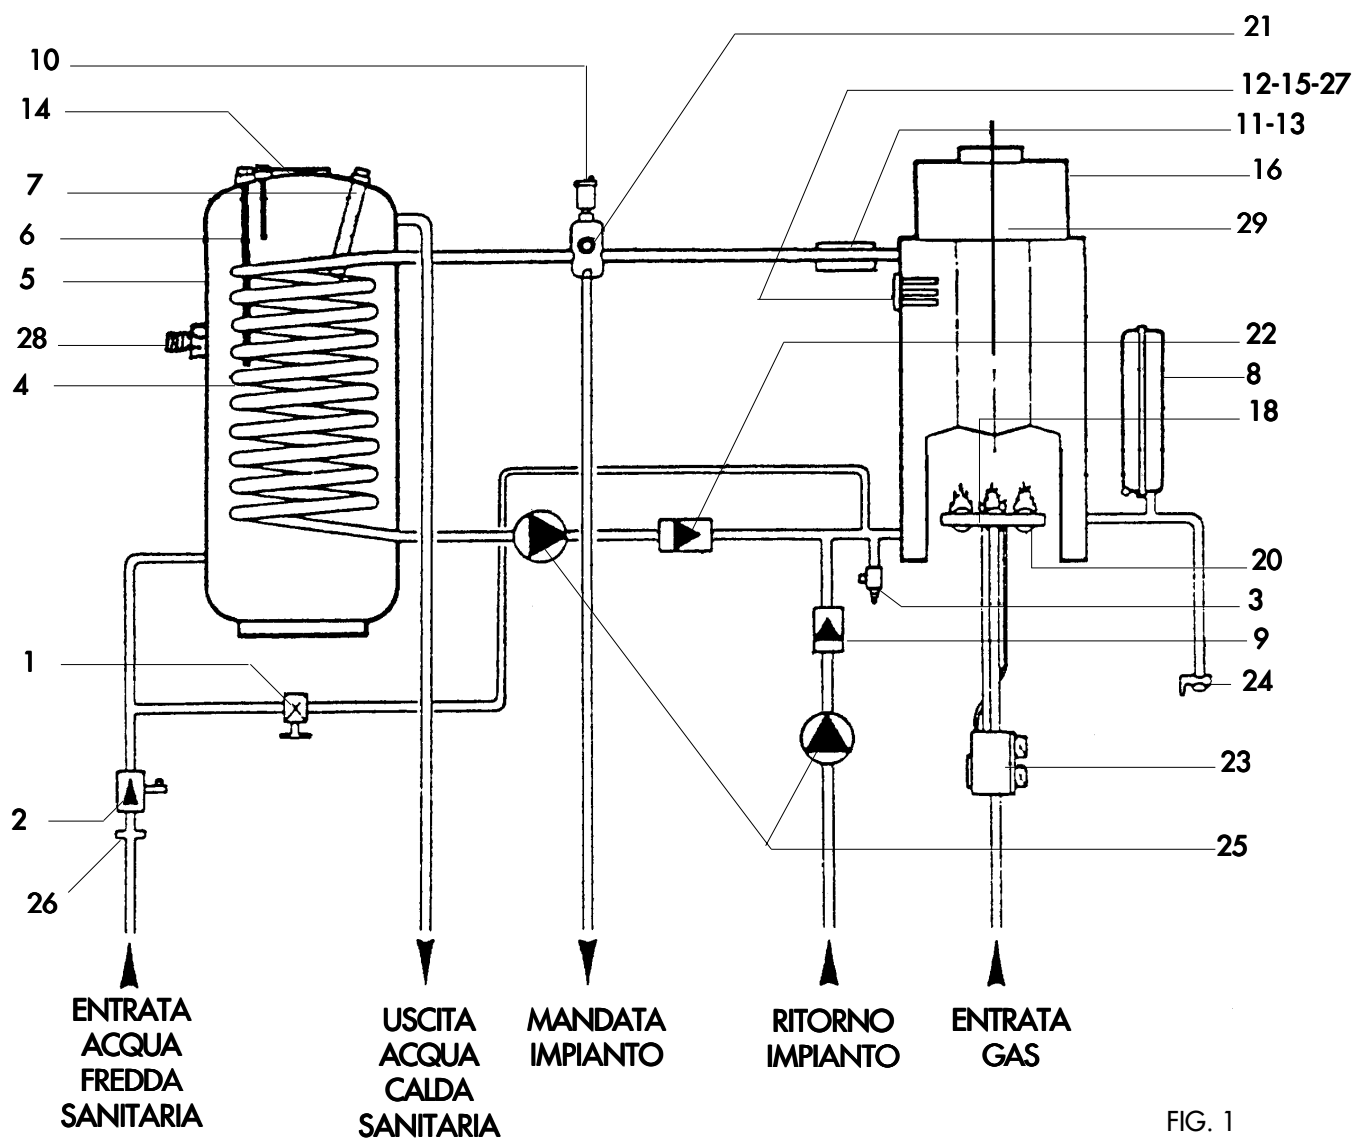 21
10
12-15-27
14
11-13
7
16
6
29
5
28
22
4
8
18
20
3
1
9
24
23
2
25
26
ENTRATA
ACQUA
FREDDA
SANITARIA
USCITA
ACQUA
CALDA
SANITARIA
MANDATA
IMPIANTO
RITORNO
IMPIANTO
ENTRATA
GAS
FIG. 1